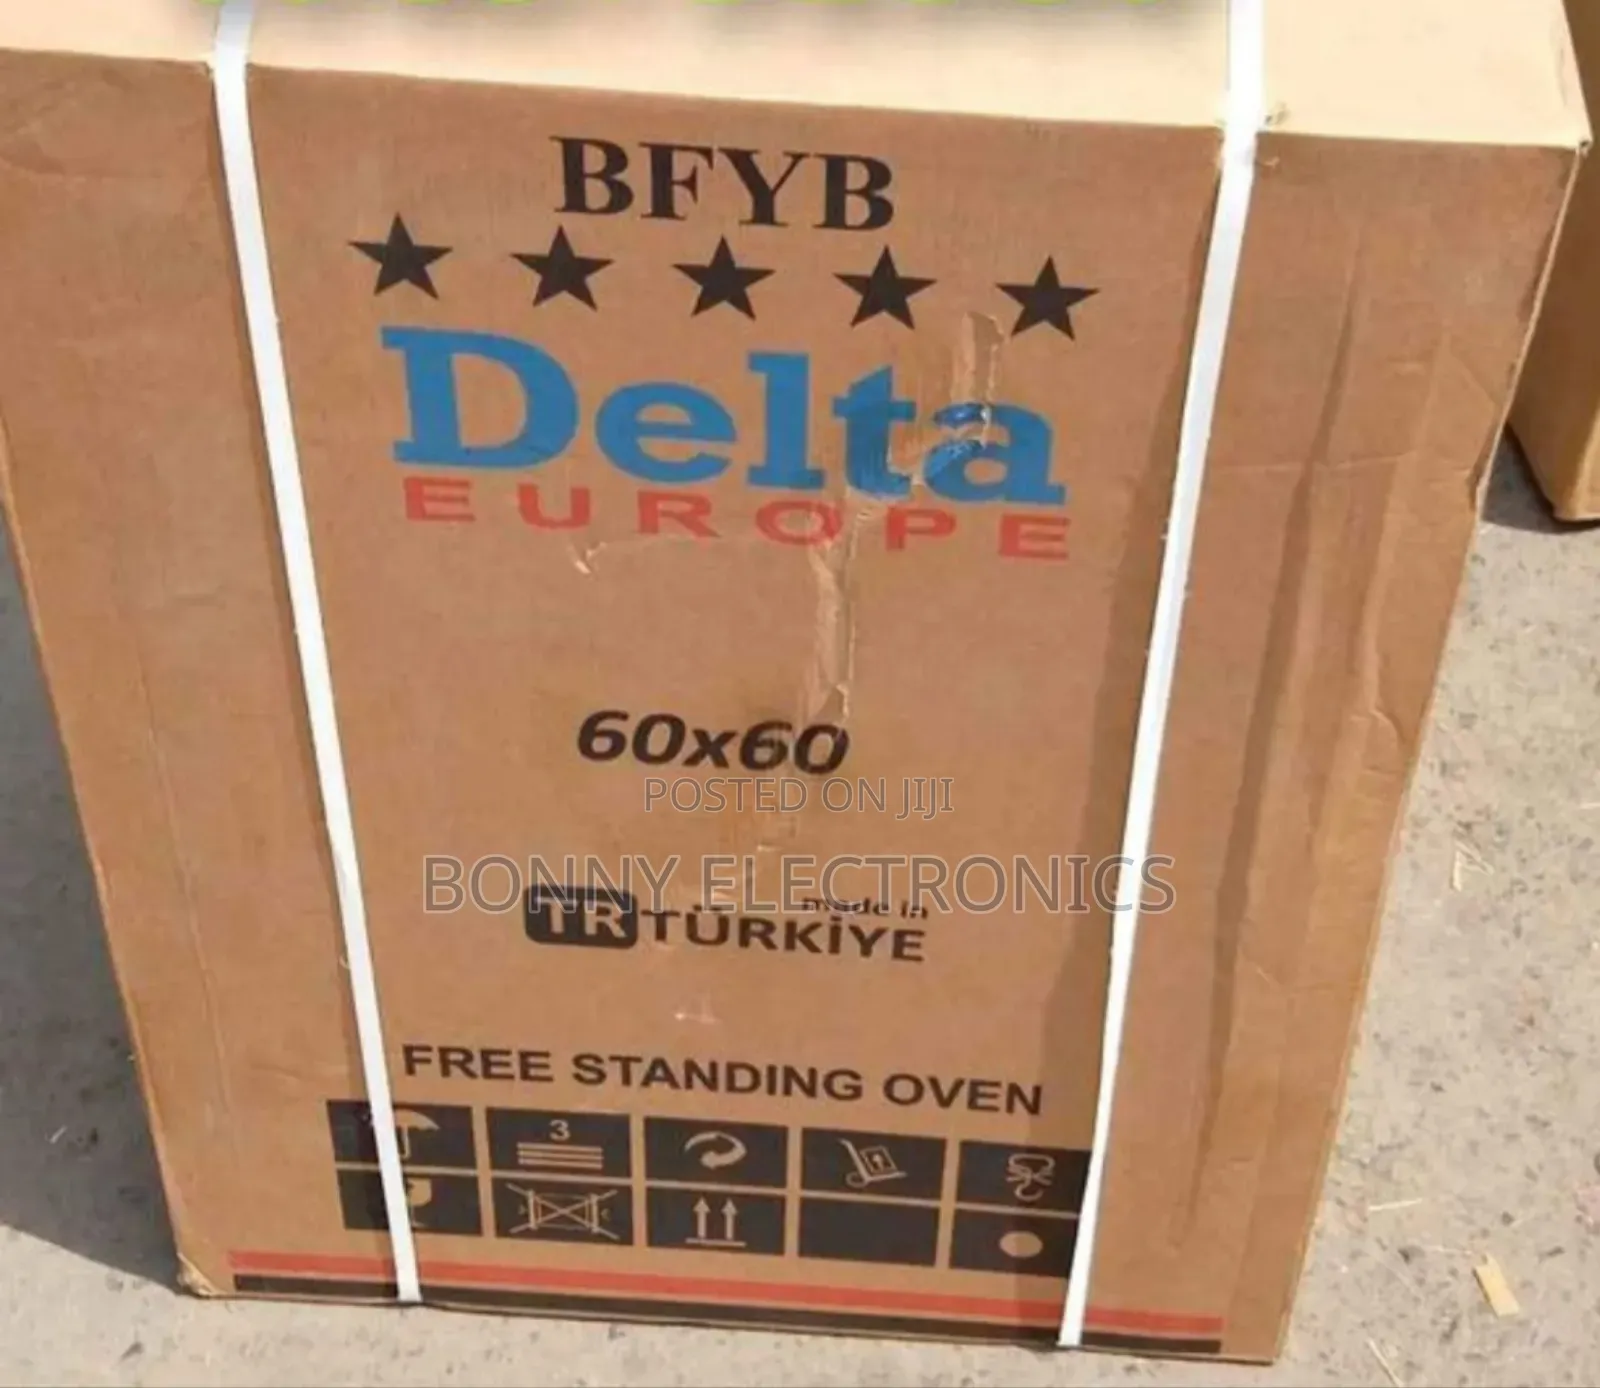 BFYB
Delta
EUROPE
60x60
POSTED ON JIJI
BONNY ELECTRONICS
made in
TR TÜRKİYE
FREE STANDING OVEN
3